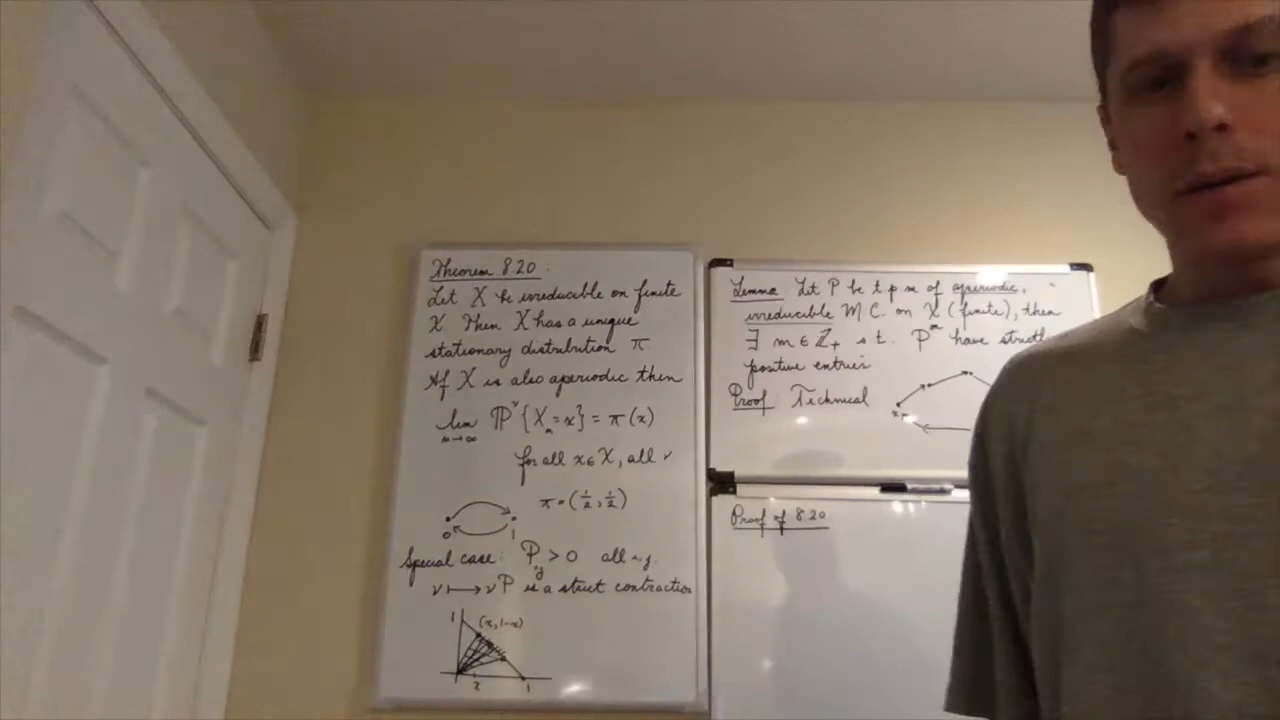 Theorem 8.20:
Let X be irreducible on finite
X. Then X has a unique
stationary distribution π
If X is also aperiodic then
lim P^ν {X_n = x} = π(x)
n→∞
for all x ∈ X, all ν
π = (1/2, 1/2)
0 1
Special case: P_ij > 0 all i,j.
ν ↦ νP is a strict contraction
1 (x, 1-x)
x 1
Lemma Let P be t p m of aperiodic,
irreducible M.C. on X (finite), then
∃ m ∈ Z_+ s.t. P^m have strictly
positive entries
Proof: Technical
x
Proof of 8.20